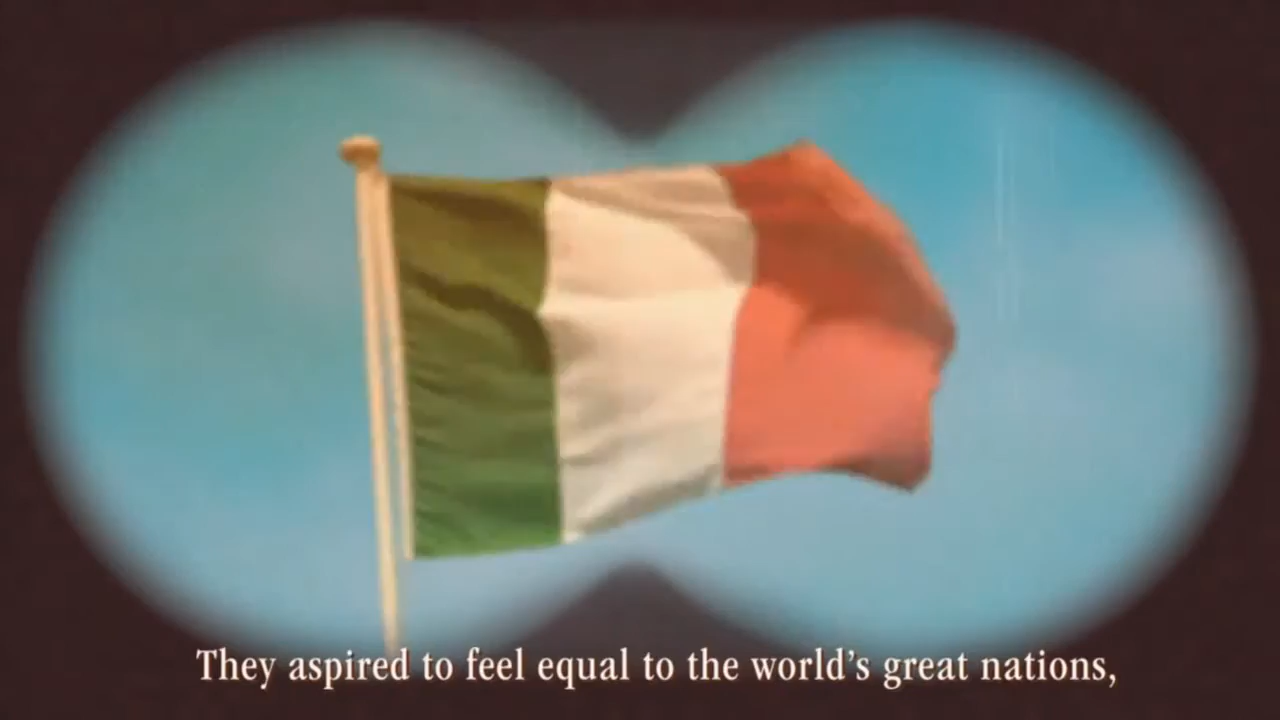 They aspired to feel equal to the world's great nations,